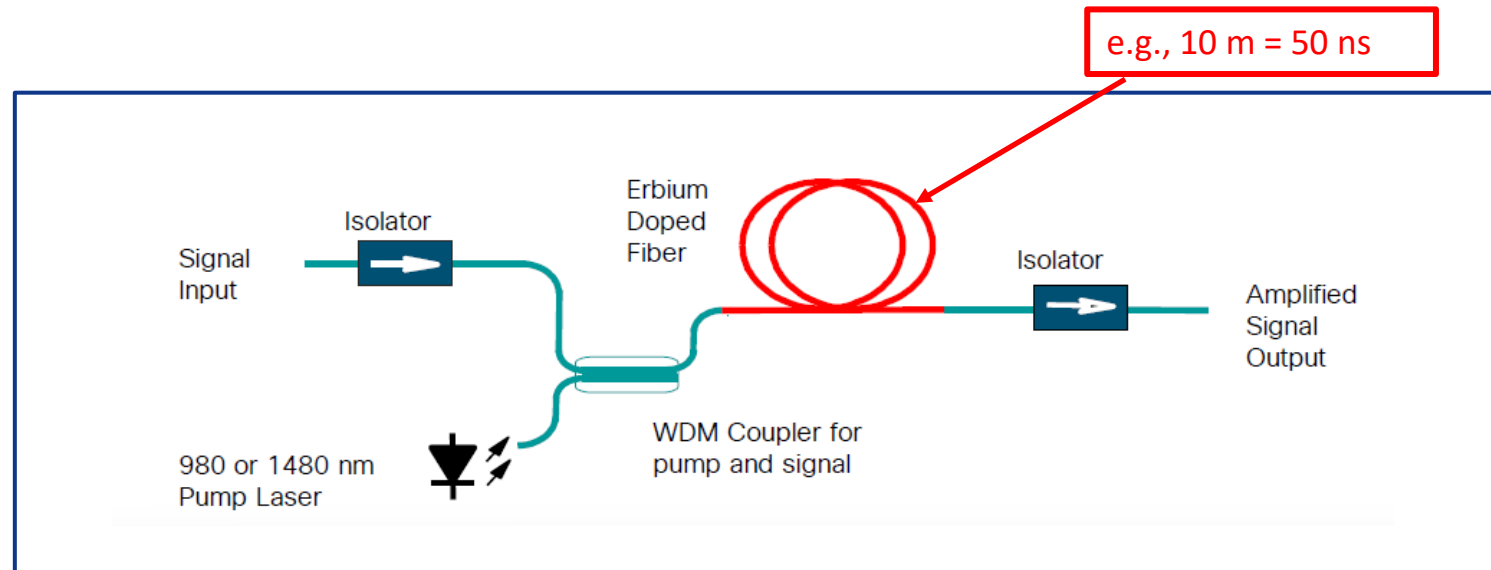 e.g., 10 m = 50 ns
Erbium
Doped
Fiber
Isolator
Signal
Input
Isolator
Amplified
Signal
Output
WDM Coupler for
pump and signal
980 or 1480 nm
Pump Laser